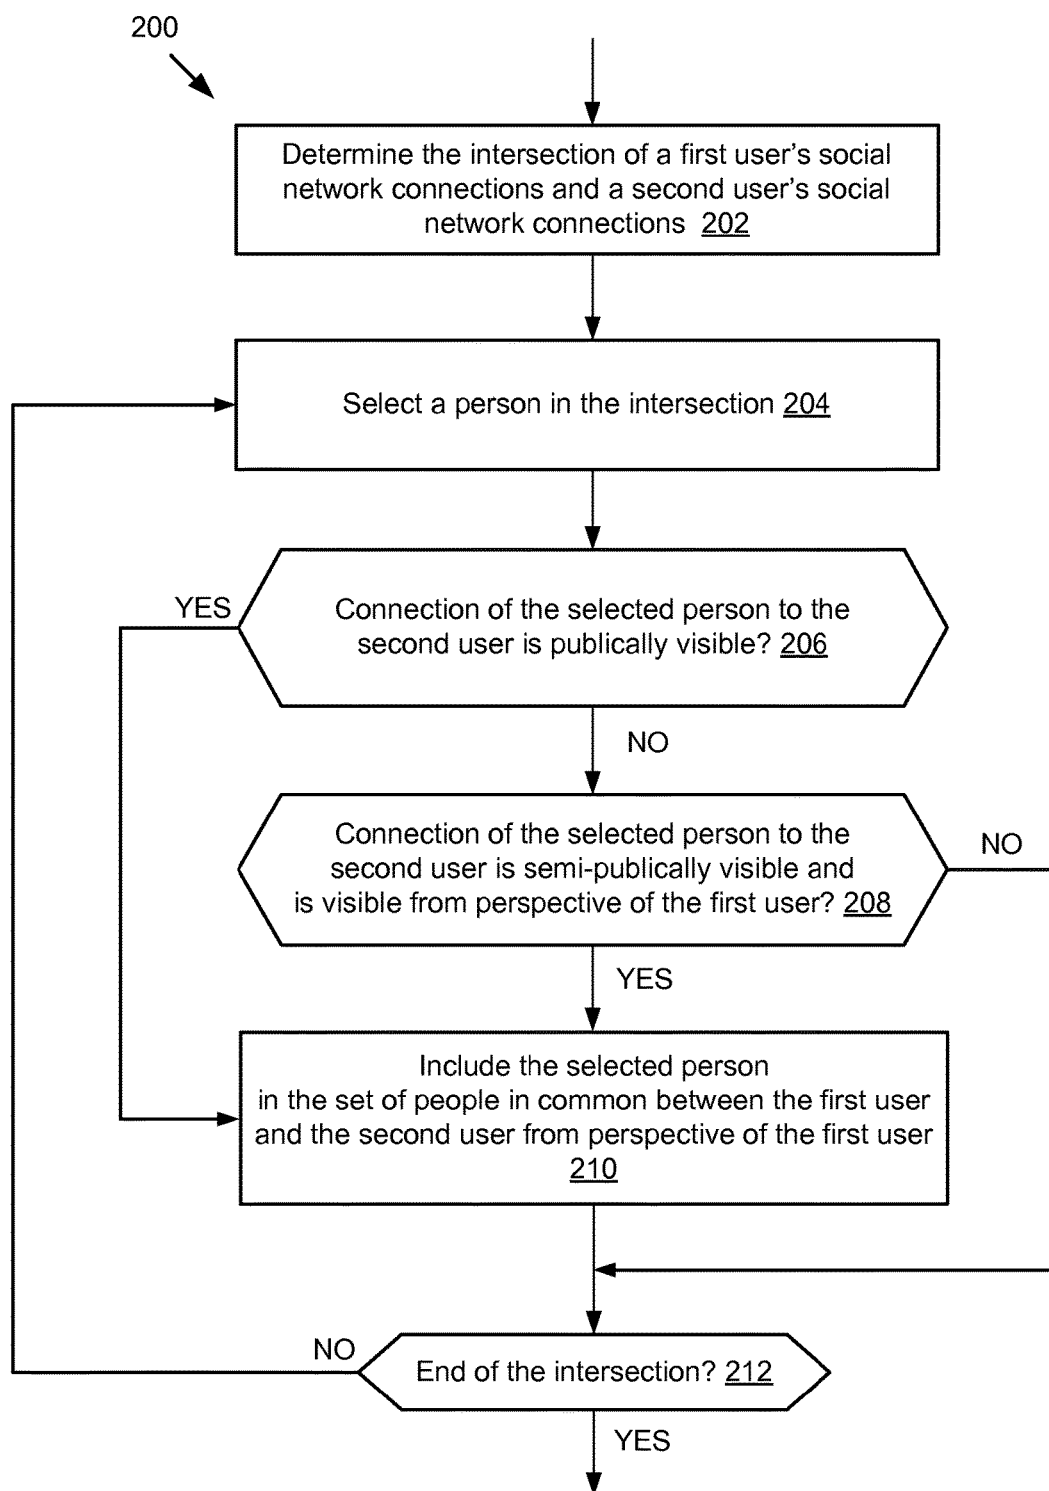 200
Determine the intersection of a first user's social
network connections and a second user's social
network connections 202
Select a person in the intersection 204
YES
Connection of the selected person to the
second user is publically visible? 206
NO
Connection of the selected person to the
second user is semi-publically visible and
is visible from perspective of the first user? 208
NO
YES
Include the selected person
in the set of people in common between the first user
and the second user from perspective of the first user
210
NO
End of the intersection? 212
YES